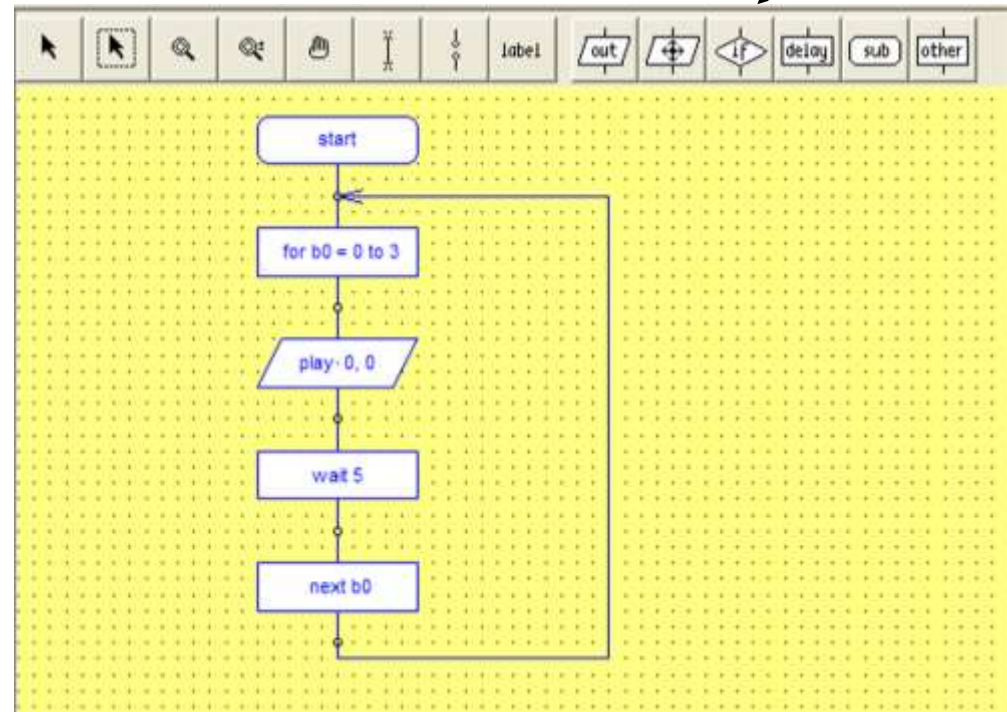 label out if delay sub other
start
for b0 = 0 to 3
play 0, 0
wait 5
next b0